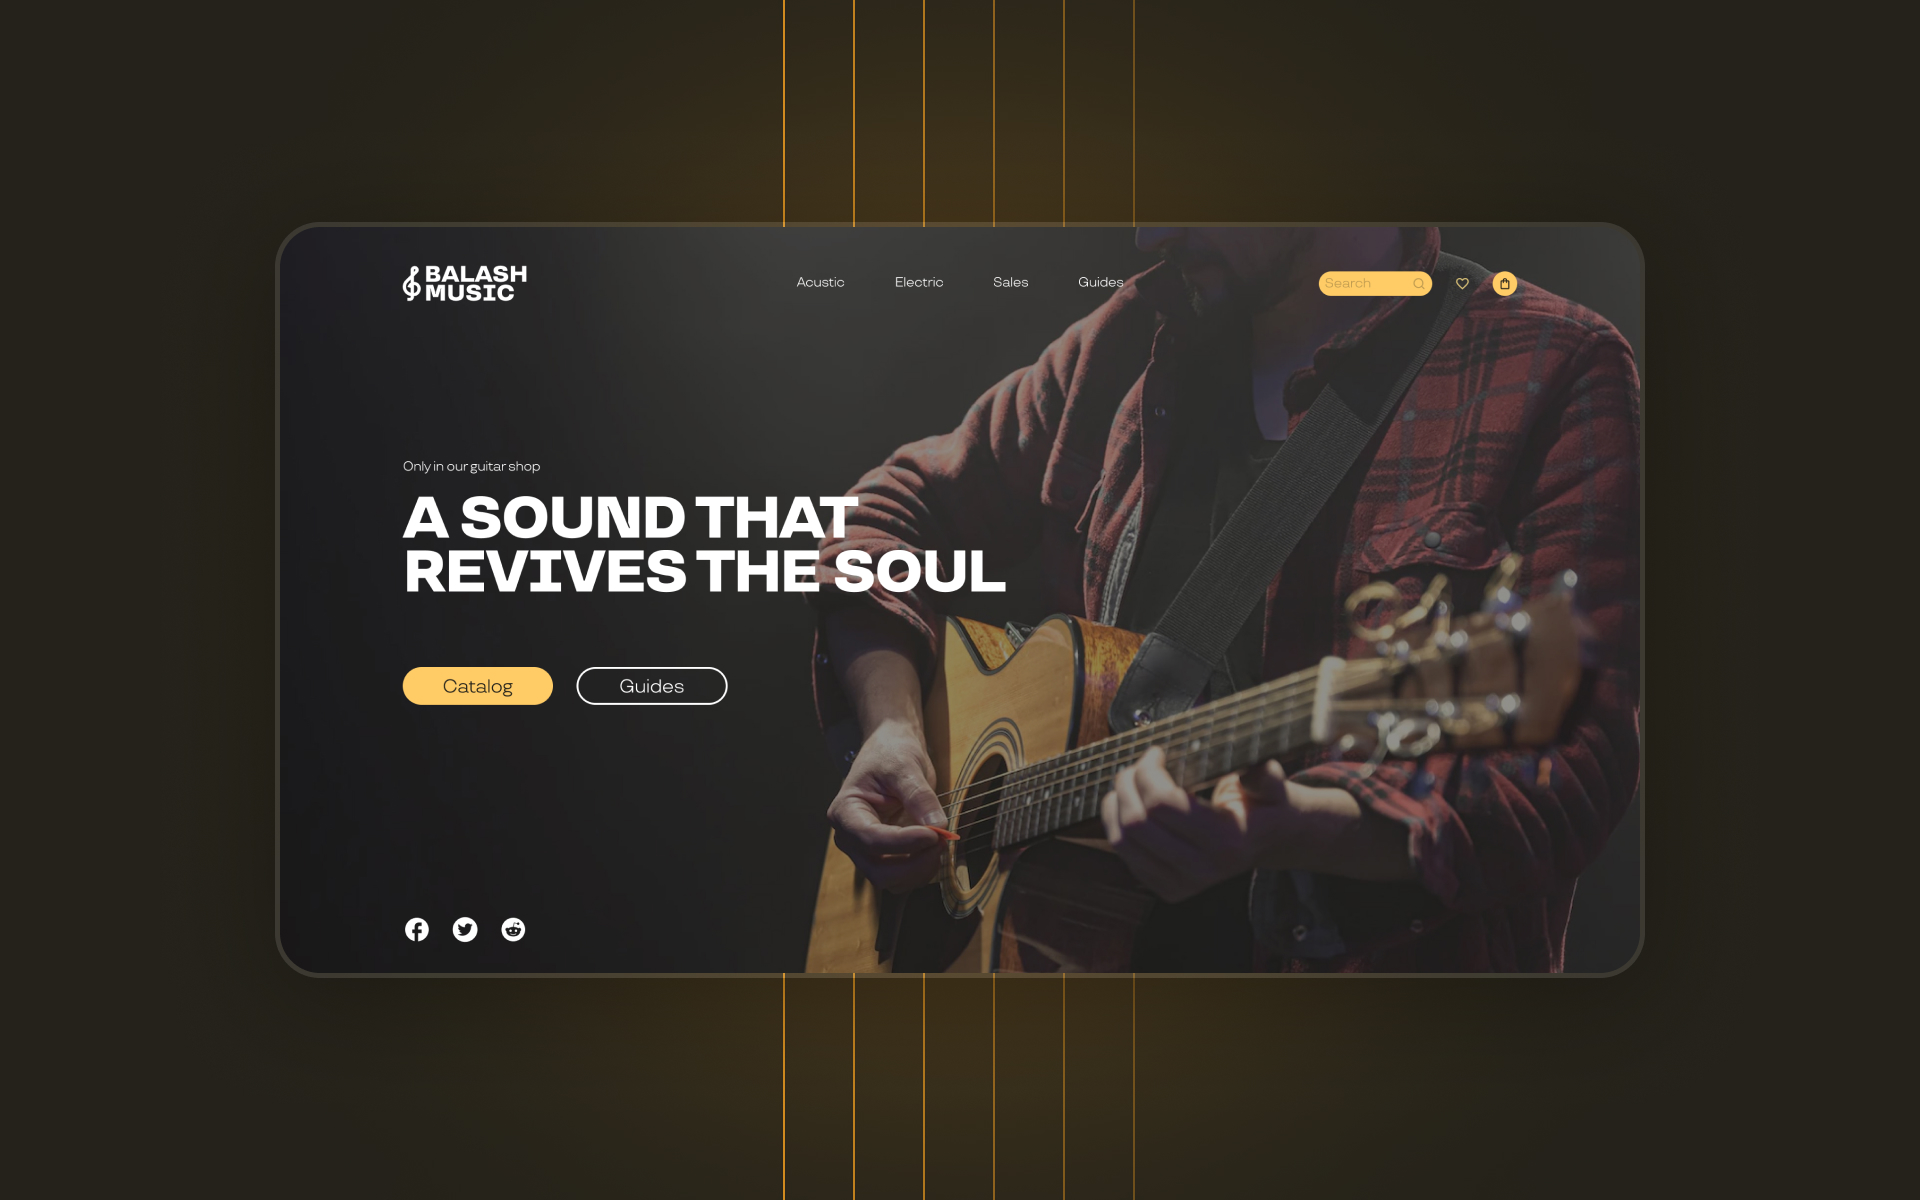 BALASH
MUSIC
Acustic
Electric
Sales
Guides
Search
Only in our guitar shop
A SOUND THAT
REVIVES THE SOUL
Catalog
Guides